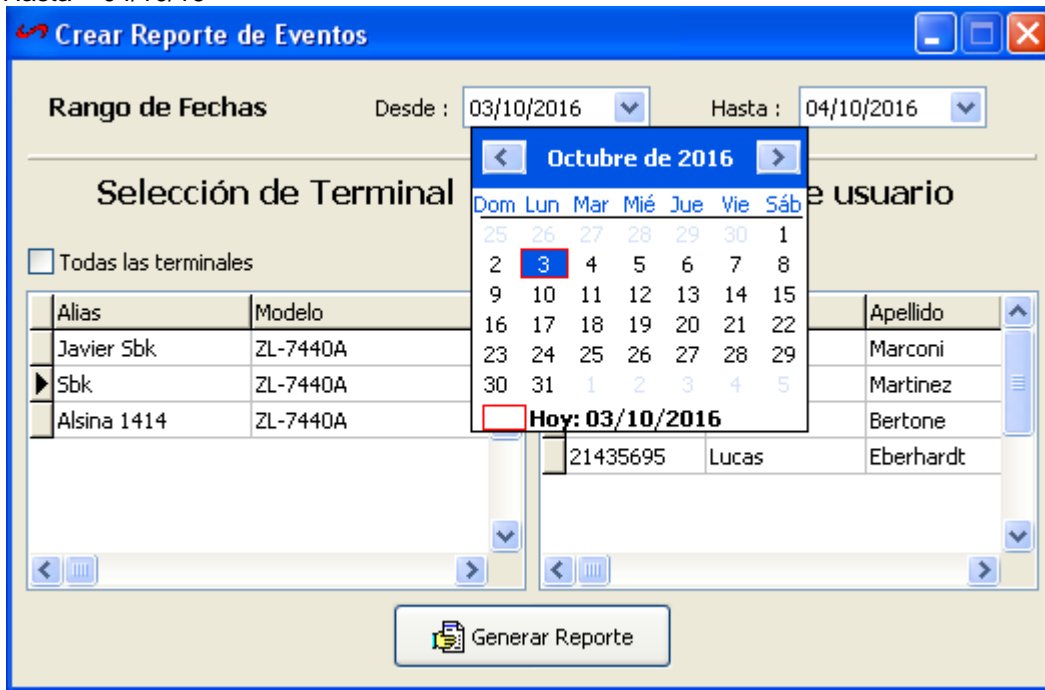 Crear Reporte de Eventos
Rango de Fechas Desde : 03/10/2016 Hasta : 04/10/2016
Octubre de 2016
Selección de Terminal e usuario
Dom Lun Mar Mié Jue Vie Sáb
25 26 27 28 29 30 1
Todas las terminales
2 3 4 5 6 7 8
9 10 11 12 13 14 15
Alias Modelo Apellido
16 17 18 19 20 21 22
Javier Sbk ZL-7440A Marconi
23 24 25 26 27 28 29
Sbk ZL-7440A Martinez
30 31 1 2 3 4 5
Alsina 1414 ZL-7440A Bertone
Hoy: 03/10/2016
21435695 Lucas Eberhardt
Generar Reporte